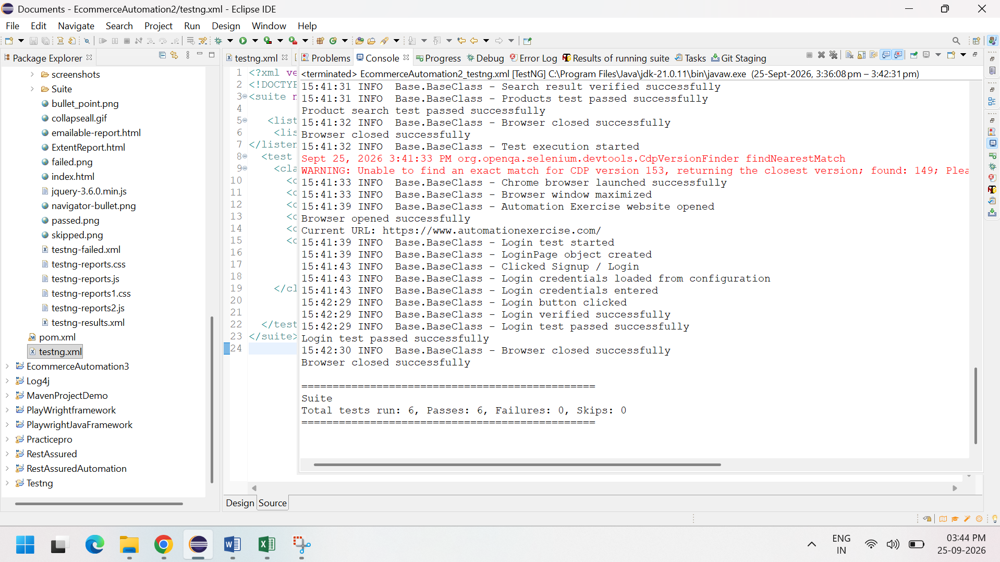 Documents - EcommerceAutomation2/testng.xml - Eclipse IDE
File Edit Navigate Search Project Run Design Window Help
Package Explorer
screenshots
Suite
bullet_point.png
collapseall.gif
emailable-report.html
ExtentReport.html
failed.png
index.html
jquery-3.6.0.min.js
navigator-bullet.png
passed.png
skipped.png
testng-failed.xml
testng-reports.css
testng-reports.js
testng-reports1.css
testng-reports2.js
testng-results.xml
pom.xml
testng.xml
EcommerceAutomation3
Log4j
MavenProjectDemo
PlayWrightframework
PlaywrightJavaFramework
Practicepro
RestAssured
RestAssuredAutomation
Testng
testng.xml
1 <?xml ve
2 <!DOCTYPE
3 <suite n
4
5 <list
6 <lis
7 </listen
8 <test
9 <cla
10 <c
11 <c
12 <c
13 <c
14 <c
15 <c
16
17
18
19 </cl
20
21
22 </test
23 </suite>
24
Design Source
Problems Console Progress Debug Error Log Results of running suite Tasks Git Staging
<terminated> EcommerceAutomation2_testng.xml [TestNG] C:\Program Files\Java\jdk-21.0.11\bin\javaw.exe (25-Sept-2026, 3:36:08 pm – 3:42:31 pm)
15:41:31 INFO  Base.BaseClass - Search result verified successfully
15:41:31 INFO  Base.BaseClass - Products test passed successfully
Product search test passed successfully
15:41:32 INFO  Base.BaseClass - Browser closed successfully
Browser closed successfully
15:41:32 INFO  Base.BaseClass - Test execution started
Sept 25, 2026 3:41:33 PM org.openqa.selenium.devtools.CdpVersionFinder findNearestMatch
WARNING: Unable to find an exact match for CDP version 153, returning the closest version; found: 149; Plea
15:41:33 INFO  Base.BaseClass - Chrome browser launched successfully
15:41:33 INFO  Base.BaseClass - Browser window maximized
15:41:39 INFO  Base.BaseClass - Automation Exercise website opened
Browser opened successfully
Current URL: https://www.automationexercise.com/
15:41:39 INFO  Base.BaseClass - Login test started
15:41:39 INFO  Base.BaseClass - LoginPage object created
15:41:43 INFO  Base.BaseClass - Clicked Signup / Login
15:41:43 INFO  Base.BaseClass - Login credentials loaded from configuration
15:41:43 INFO  Base.BaseClass - Login credentials entered
15:42:29 INFO  Base.BaseClass - Login button clicked
15:42:29 INFO  Base.BaseClass - Login verified successfully
15:42:29 INFO  Base.BaseClass - Login test passed successfully
Login test passed successfully
15:42:30 INFO  Base.BaseClass - Browser closed successfully
Browser closed successfully
===============================================
Suite
Total tests run: 6, Passes: 6, Failures: 0, Skips: 0
===============================================
ENG
IN
03:44 PM
25-09-2026